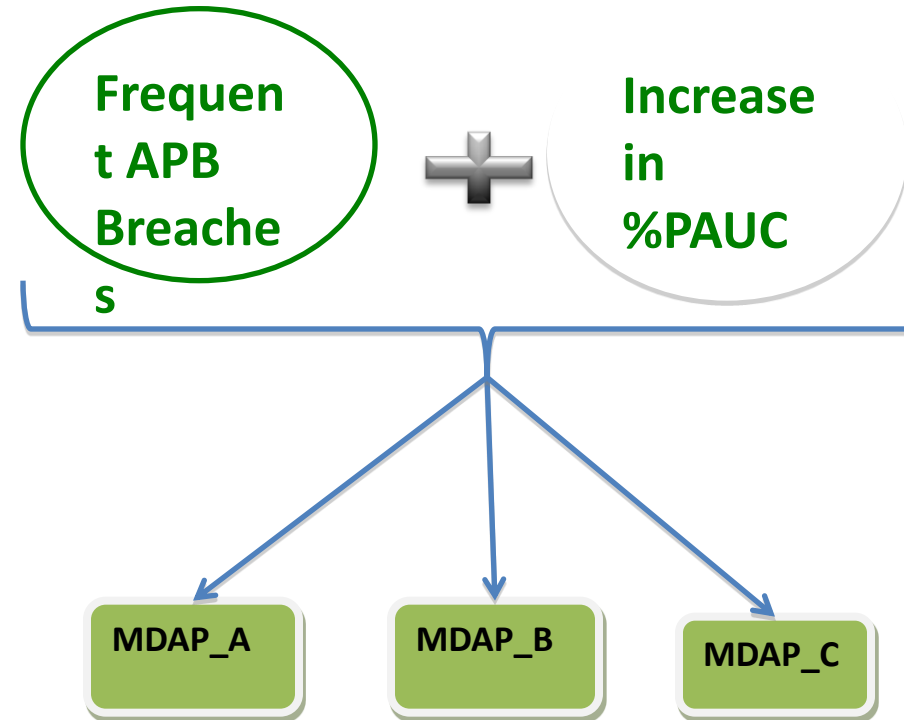 Frequen
t APB
Breache
s
Increase
in
%PAUC
MDAP_A
MDAP_B
MDAP_C